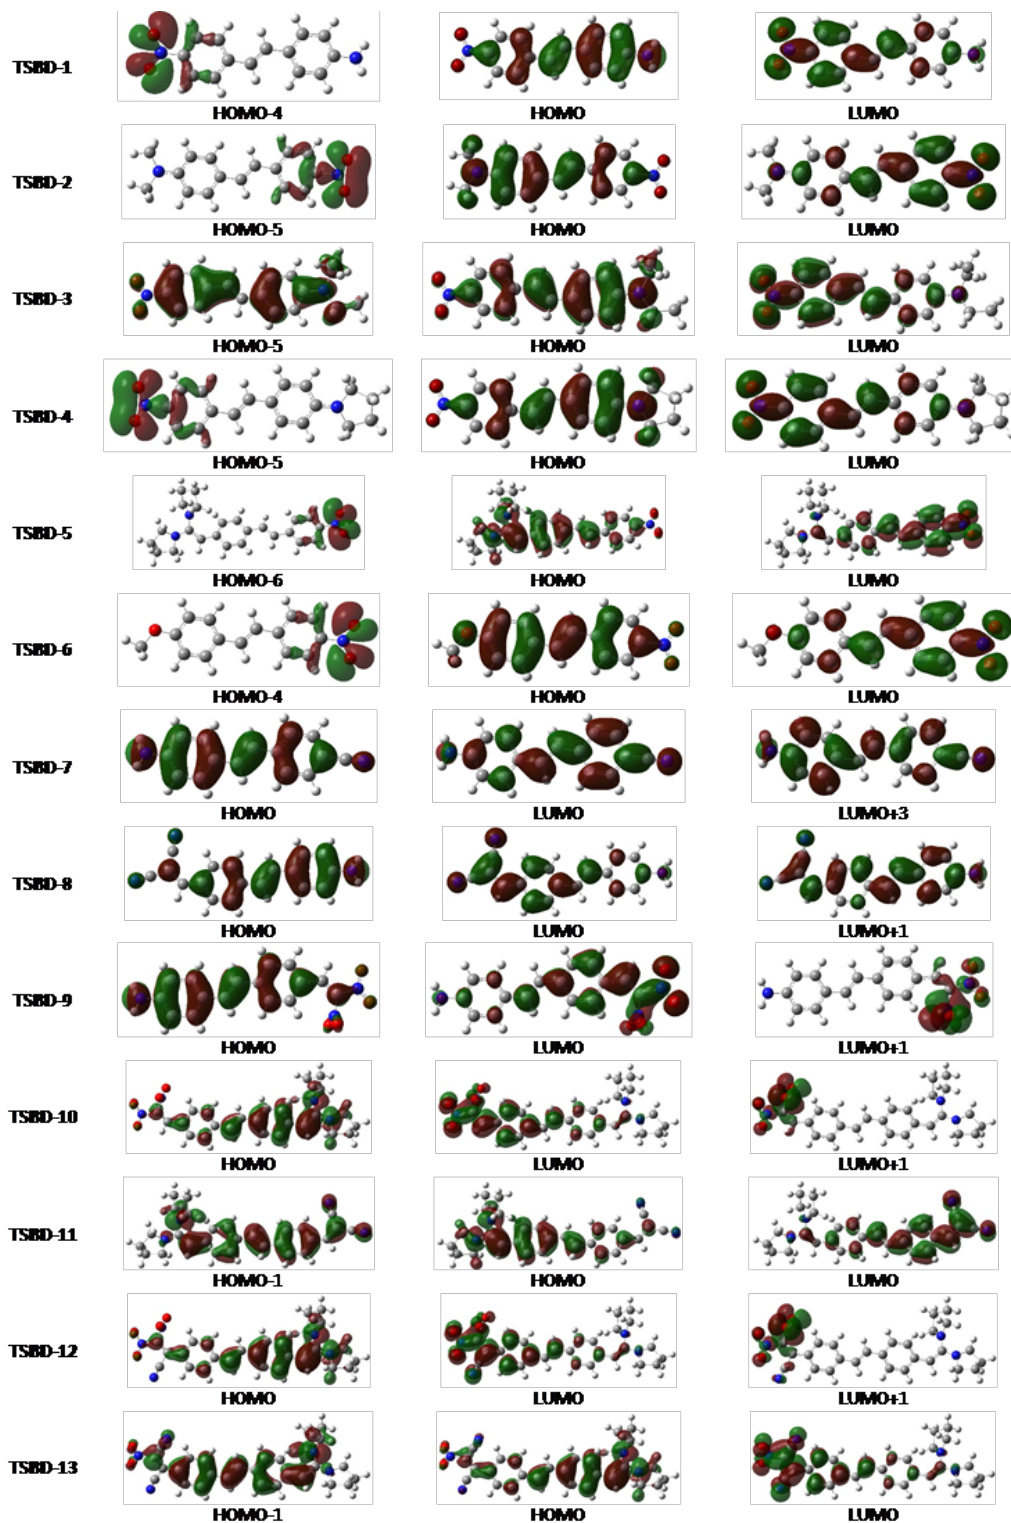 TSBD-1
HOMO-4 HOMO LUMO
TSBD-2
HOMO-5 HOMO LUMO
TSBD-3
HOMO-5 HOMO LUMO
TSBD-4
HOMO-5 HOMO LUMO
TSBD-5
HOMO-6 HOMO LUMO
TSBD-6
HOMO-4 HOMO LUMO
TSBD-7
HOMO LUMO LUMO+3
TSBD-8
HOMO LUMO LUMO+1
TSBD-9
HOMO LUMO LUMO+1
TSBD-10
HOMO LUMO LUMO+1
TSBD-11
HOMO-1 HOMO LUMO
TSBD-12
HOMO LUMO LUMO+1
TSBD-13
HOMO-1 HOMO LUMO